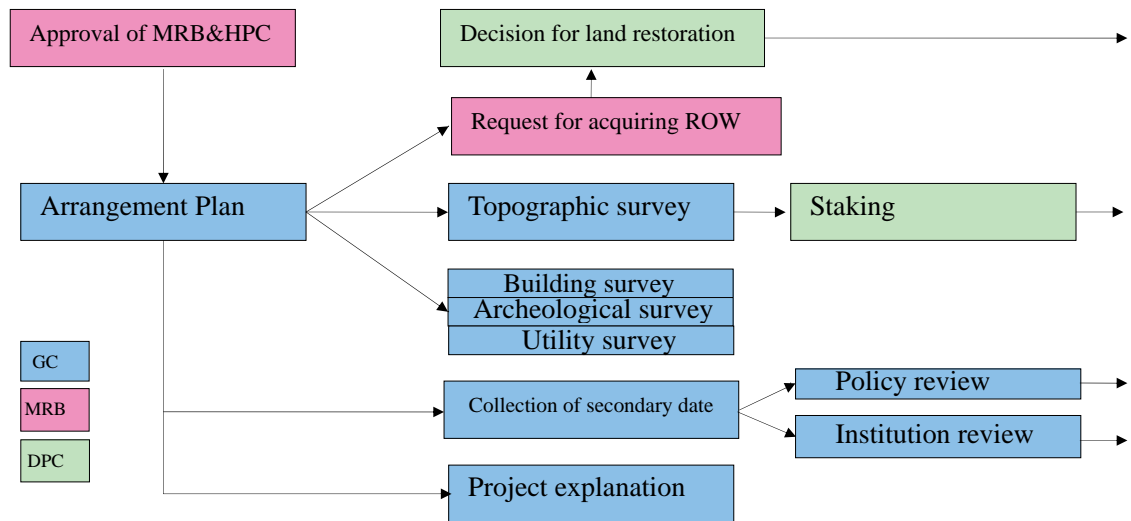 Approval of MRB&HPC
Decision for land restoration
Request for acquiring ROW
Arrangement Plan
Topographic survey
Staking
Building survey
Archeological survey
Utility survey
GC
MRB
DPC
Collection of secondary date
Policy review
Institution review
Project explanation